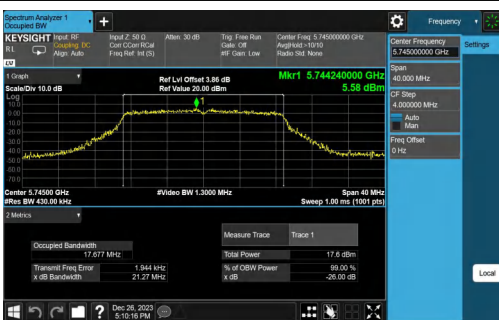 Spectrum Analyzer 1
Occupied BW
+
Frequency
KEYSIGHT Input: RF Input Z: 50 Ω Atten: 30 dB Trig: Free Run Center Freq: 5.745000000 GHz
R L Coupling: DC Corr CCorr RCal Gate: Off Avg|Hold:>10/10
Align: Auto Freq Ref: Int (S) #IF Gain: Low Radio Std: None
LXI
Center Frequency
5.745000000 GHz
Settings
Span
40.000 MHz
CF Step
4.000000 MHz
Auto
Man
Freq Offset
0 Hz
Local
1 Graph
Scale/Div 10.0 dB
Ref Lvl Offset 3.86 dB
Ref Value 20.00 dBm
Mkr1 5.744240000 GHz
5.58 dBm
Log
10.0
0.00
-10.0
-20.0
-30.0
-40.0
-50.0
-60.0
-70.0
1
Center 5.74500 GHz #Video BW 1.3000 MHz Span 40 MHz
#Res BW 430.00 kHz Sweep 1.00 ms (1001 pts)
2 Metrics
Measure Trace Trace 1
Occupied Bandwidth
17.677 MHz Total Power 17.6 dBm
Transmit Freq Error 1.944 kHz % of OBW Power 99.00 %
x dB Bandwidth 21.27 MHz x dB -26.00 dB
?
Dec 26, 2023
5:10:16 PM